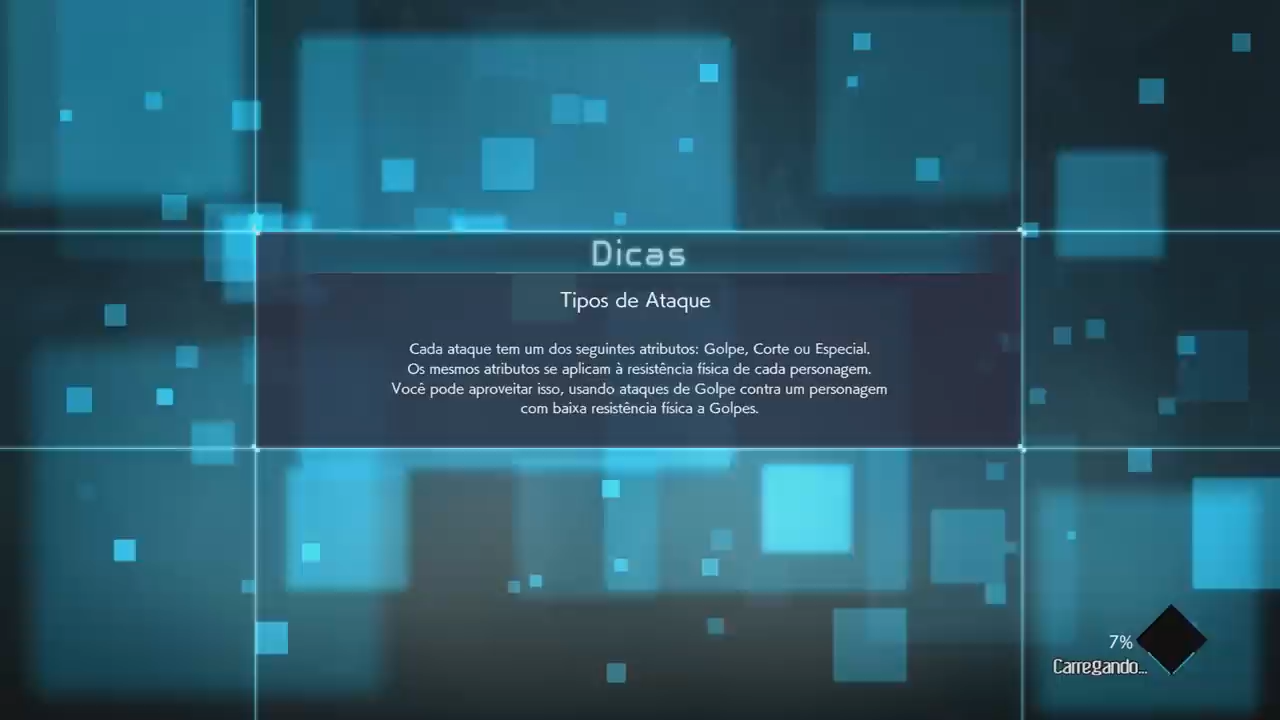 Dicas
Tipos de Ataque
Cada ataque tem um dos seguintes atributos: Golpe, Corte ou Especial.
Os mesmos atributos se aplicam à resistência física de cada personagem.
Você pode aproveitar isso, usando ataques de Golpe contra um personagem
com baixa resistência física a Golpes.
7%
Carregando...